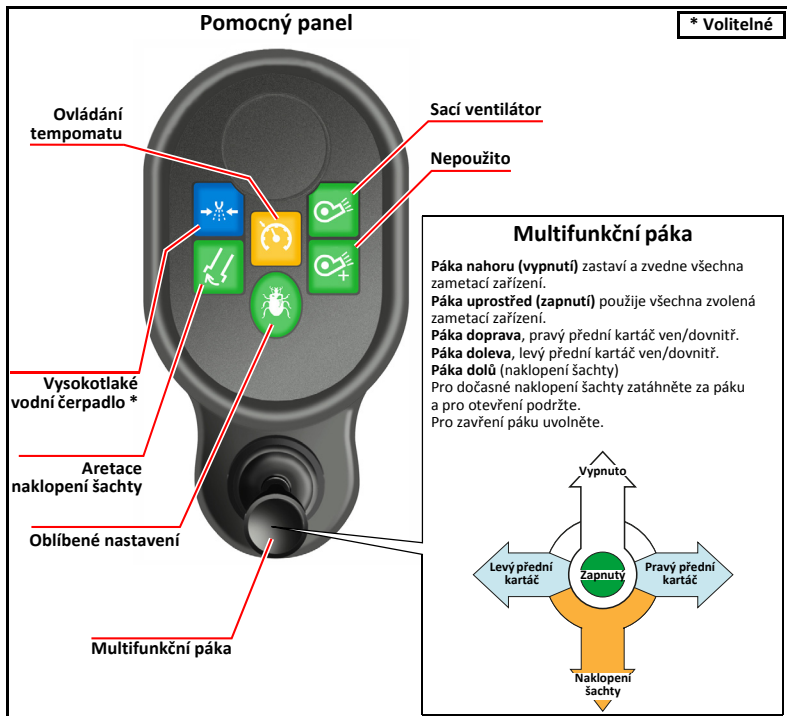 Pomocný panel
* Volitelné
Ovládání
tempomatu
Sací ventilátor
Nepoužito
Vysokotlaké
vodní čerpadlo *
Aretace
naklopení šachty
Oblíbené nastavení
Multifunkční páka
Multifunkční páka
Páka nahoru (vypnutí) zastaví a zvedne všechna
zametací zařízení.
Páka uprostřed (zapnutí) použije všechna zvolená
zametací zařízení.
Páka doprava, pravý přední kartáč ven/dovnitř.
Páka doleva, levý přední kartáč ven/dovnitř.
Páka dolů (naklopení šachty)
Pro dočasné naklopení šachty zatáhněte za páku
a pro otevření podržte.
Pro zavření páku uvolněte.
Vypnuto
Levý přední
kartáč
Zapnutý
Pravý přední
kartáč
Naklopení
šachty